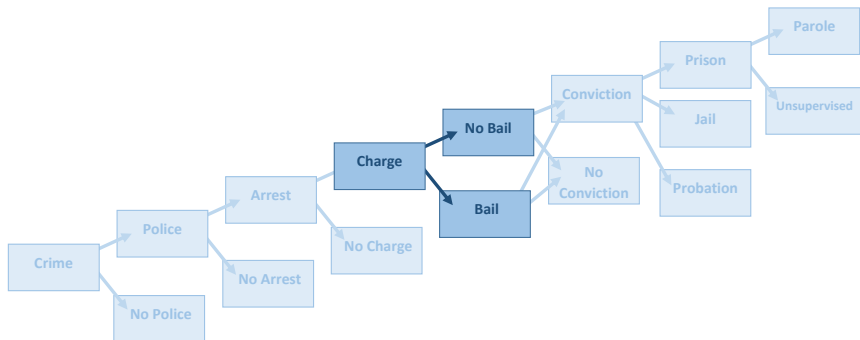 Parole
Prison
Conviction
Unsupervised
No Bail
Jail
Charge
No
Conviction
Probation
Arrest
Bail
Police
No Charge
Crime
No Arrest
No Police